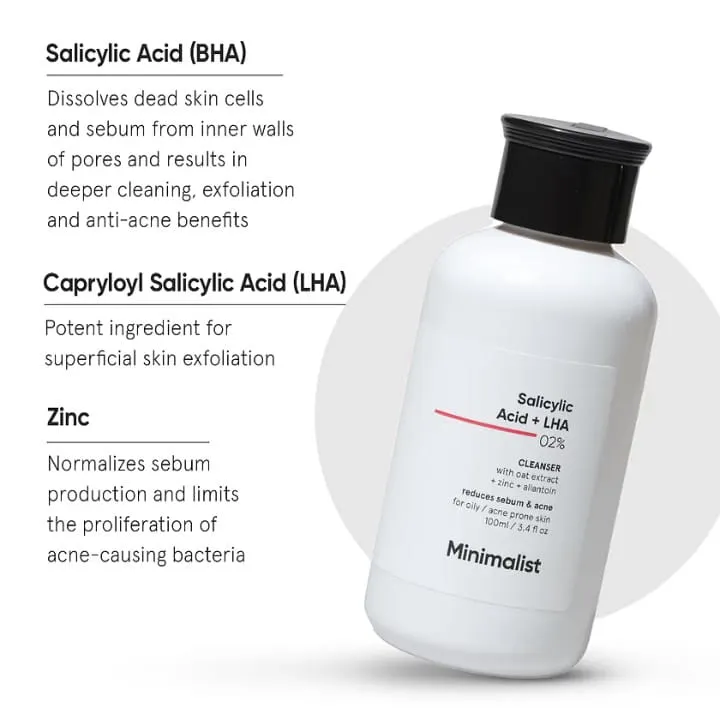 Salicylic Acid (BHA)
Dissolves dead skin cells
and sebum from inner walls
of pores and results in
deeper cleaning, exfoliation
and anti-acne benefits
Capryloyl Salicylic Acid (LHA)
Potent ingredient for
superficial skin exfoliation
Zinc
Normalizes sebum
production and limits
the proliferation of
acne-causing bacteria
Salicylic
Acid + LHA
02%
CLEANSER
with oat extract
+ zinc + allantoin
reduces sebum & acne
for oily / acne prone skin
100ml / 3.4 fl oz
Minimalist